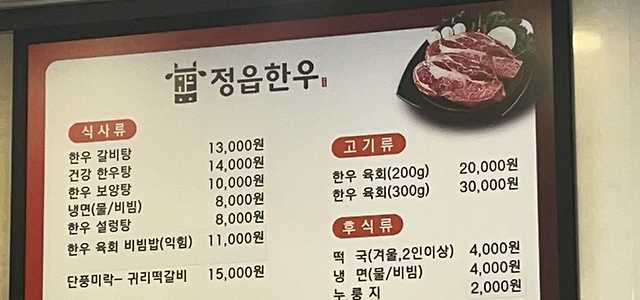 정읍한우
식사류
한우 갈비탕 13,000원
건강 한우탕 14,000원
한우 보양탕 10,000원
냉면(물/비빔) 8,000원
한우 설렁탕 8,000원
한우 육회 비빔밥(익힘) 11,000원
단풍미락- 귀리떡갈비 15,000원
고기류
한우 육회(200g) 20,000원
한우 육회(300g) 30,000원
후식류
떡 국(겨울,2인이상) 4,000원
냉 면(물/비빔) 4,000원
누룽지 2,000원